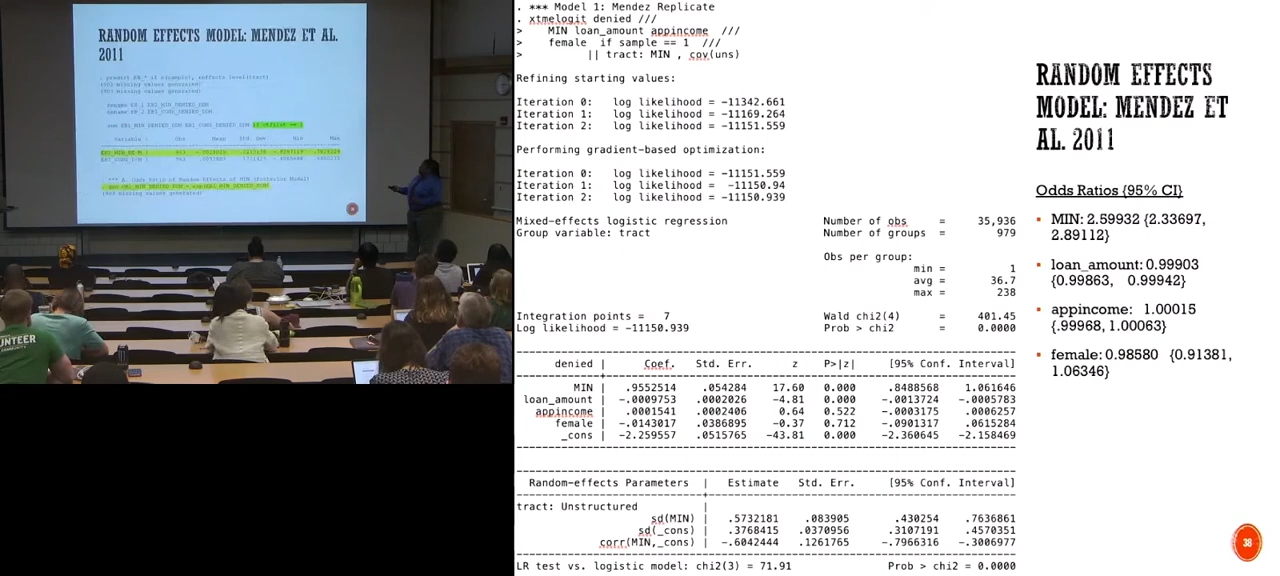 RANDOM EFFECTS MODEL: MENDEZ ET AL.
2011
UNTEER
. *** Model 1: Mendez Replicate
. xtmelogit denied ///
> MIN loan_amount appincome ///
> female if sample == 1 ///
> || tract: MIN , cov(uns)
Refining starting values:
Iteration 0: log likelihood = -11342.661
Iteration 1: log likelihood = -11169.264
Iteration 2: log likelihood = -11151.559
Performing gradient-based optimization:
Iteration 0: log likelihood = -11151.559
Iteration 1: log likelihood = -11150.94
Iteration 2: log likelihood = -11150.939
Mixed-effects logistic regression Number of obs = 35,936
Group variable: tract Number of groups = 979
Obs per group:
min = 1
avg = 36.7
max = 238
Integration points = 7 Wald chi2(4) = 401.45
Log likelihood = -11150.939 Prob > chi2 = 0.0000
denied | Coef. Std. Err. z P>|z| [95% Conf. Interval]
MIN | .9552514 .054284 17.60 0.000 .8488568 1.061646
loan_amount | -.0009753 .0002026 -4.81 0.000 -.0013724 -.0005783
appincome | .0001541 .0002406 0.64 0.522 -.0003175 .0006257
female | -.0143017 .0386895 -0.37 0.712 -.0901317 .0615284
_cons | -2.259557 .0515765 -43.81 0.000 -2.360645 -2.158469
Random-effects Parameters | Estimate Std. Err. [95% Conf. Interval]
tract: Unstructured |
sd(MIN) | .5732181 .083905 .430254 .7636861
sd(_cons) | .3768415 .0370956 .3107191 .4570351
corr(MIN,_cons) | -.6042444 .1261765 -.7966316 -.3006977
LR test vs. logistic model: chi2(3) = 71.91 Prob > chi2 = 0.0000
RANDOM EFFECTS
MODEL: MENDEZ ET
AL. 2011
Odds Ratios {95% CI}
▪ MIN: 2.59932 {2.33697,
2.89112}
▪ loan_amount: 0.99903
{0.99863, 0.99942}
▪ appincome: 1.00015
{.99968, 1.00063}
▪ female: 0.98580 {0.91381,
1.06346}
38